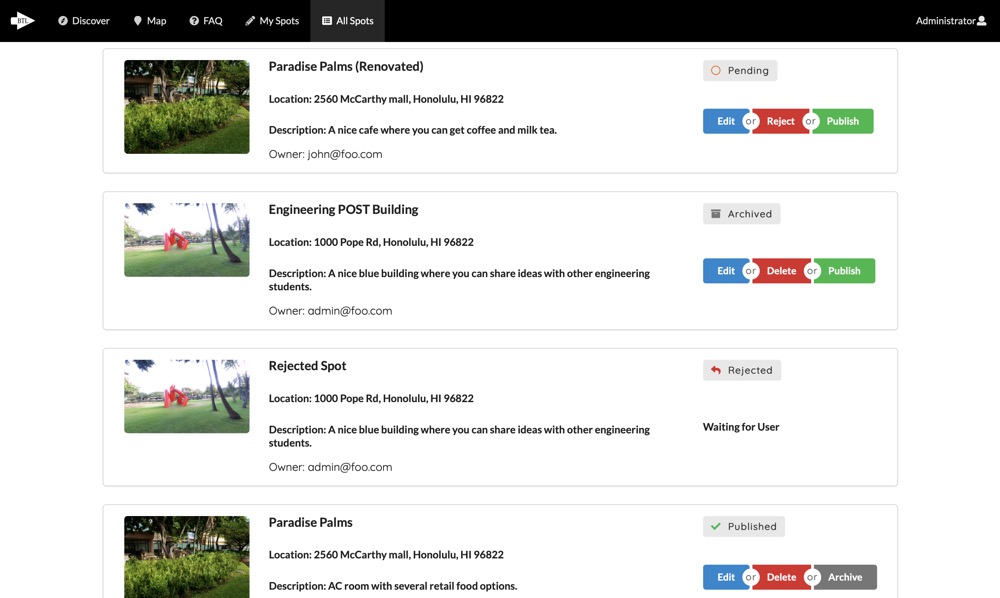 BTL Discover Map FAQ My Spots All Spots Administrator
Paradise Palms (Renovated)
Pending
Location: 2560 McCarthy mall, Honolulu, HI 96822
Edit or Reject or Publish
Description: A nice cafe where you can get coffee and milk tea.
Owner: john@foo.com
Engineering POST Building
Archived
Location: 1000 Pope Rd, Honolulu, HI 96822
Edit or Delete or Publish
Description: A nice blue building where you can share ideas with other engineering
students.
Owner: admin@foo.com
Rejected Spot
Rejected
Location: 1000 Pope Rd, Honolulu, HI 96822
Waiting for User
Description: A nice blue building where you can share ideas with other engineering
students.
Owner: admin@foo.com
Paradise Palms
Published
Location: 2560 McCarthy mall, Honolulu, HI 96822
Edit or Delete or Archive
Description: AC room with several retail food options.